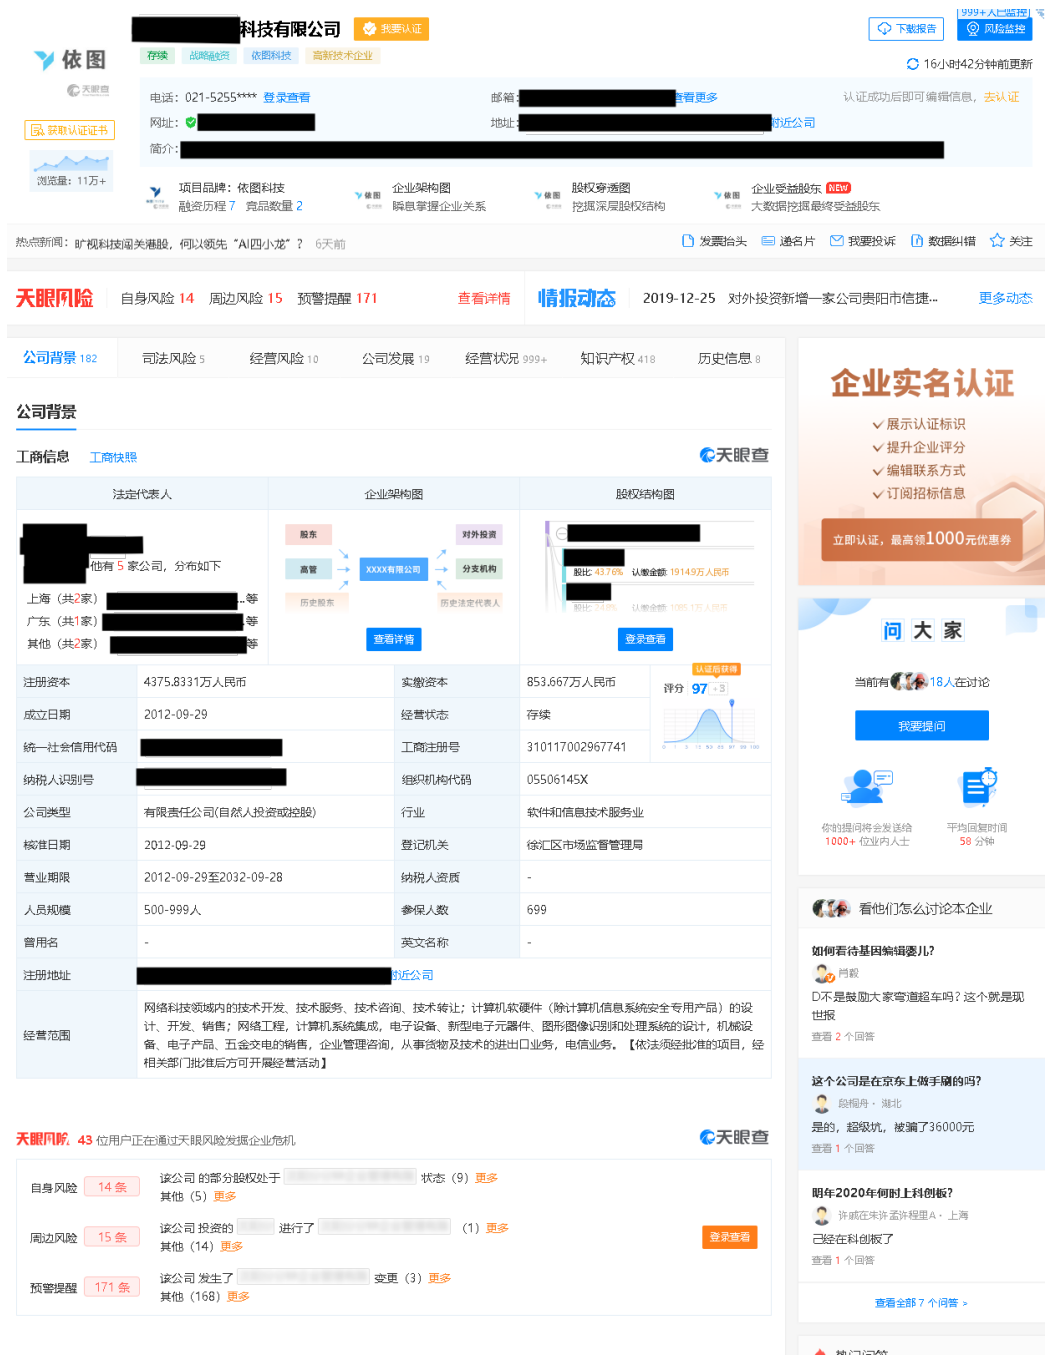 科技有限公司 我要认证
下载报告
999+人已监控
风险监控
依图
天眼查
存续 战略融资 依图科技 高新技术企业
16小时42分钟前更新
电话：021-5255**** 登录查看
邮箱： 查看更多
认证成功后即可编辑信息，去认证
获取认证证书
网址：
地址： 附近公司
简介：
浏览量：11万+
项目品牌：依图科技
融资历程 7 竞品数量 2
依图
企业架构图
瞬息掌握企业关系
依图
股权穿透图
挖掘深层股权结构
依图
企业受益股东 NEW
大数据挖掘最终受益股东
热点新闻：旷视科技闯关港股，何以领先“AI四小龙”？ 6天前
发票抬头 递名片 我要投诉 数据纠错 关注
天眼风险 自身风险 14 周边风险 15 预警提醒 171 查看详情
情报动态 2019-12-25 对外投资新增一家公司贵阳市信捷... 更多动态
公司背景 182 司法风险 5 经营风险 10 公司发展 19 经营状况 999+ 知识产权 418 历史信息 8
公司背景
工商信息 工商快照
天眼查
法定代表人 企业架构图 股权结构图
他有 5 家公司，分布如下
上海（共2家） ...等
广东（共1家） 等
其他（共2家） 等
股东 对外投资
高管 XXXX有限公司 分支机构
历史股东 历史法定代表人
查看详情
股比：43.76% 认缴金额：1914.9万人民币
股比：24.8% 认缴金额：1085.1万人民币
登录查看
注册资本 4375.8331万人民币 实缴资本 853.667万人民币
认证后获得
评分 97 +3
成立日期 2012-09-29 经营状态 存续
统一社会信用代码 工商注册号 310117002967741
纳税人识别号 组织机构代码 05506145X
公司类型 有限责任公司(自然人投资或控股) 行业 软件和信息技术服务业
核准日期 2012-09-29 登记机关 徐汇区市场监督管理局
营业期限 2012-09-29至2032-09-28 纳税人资质 -
人员规模 500-999人 参保人数 699
曾用名 - 英文名称 -
注册地址 附近公司
经营范围
网络科技领域内的技术开发、技术服务、技术咨询、技术转让；计算机软硬件（除计算机信息系统安全专用产品）的设
计、开发、销售；网络工程，计算机系统集成，电子设备、新型电子元器件、图形图像识别和处理系统的设计，机械设
备、电子产品、五金交电的销售，企业管理咨询，从事货物及技术的进出口业务，电信业务。【依法须经批准的项目，经
相关部门批准后方可开展经营活动】
天眼风险 43 位用户正在通过天眼风险发掘企业危机
天眼查
自身风险 14 条
该公司 的部分股权处于 状态（9）更多
其他（5）更多
周边风险 15 条
该公司 投资的 进行了 （1）更多
其他（14）更多
登录查看
预警提醒 171 条
该公司 发生了 变更（3）更多
其他（168）更多
企业实名认证
展示认证标识
提升企业评分
编辑联系方式
订阅招标信息
立即认证，最高领1000元优惠券
问大家
当前有 18人在讨论
我要提问
你的提问将会发送给
1000+ 位业内人士
平均回复时间
58 分钟
看他们怎么讨论本企业
如何看待基因编辑婴儿？
肖毅
D不是鼓励大家弯道超车吗？这个就是现
世报
查看 2 个回答
这个公司是在京东上做手刷的吗？
段桐舟 · 湖北
是的，超级坑，被骗了36000元
查看 1 个回答
明年2020年何时上科创板？
许戚在朱许孟许程里A · 上海
己经在科创板了
查看 1 个回答
查看全部 7 个问答 >